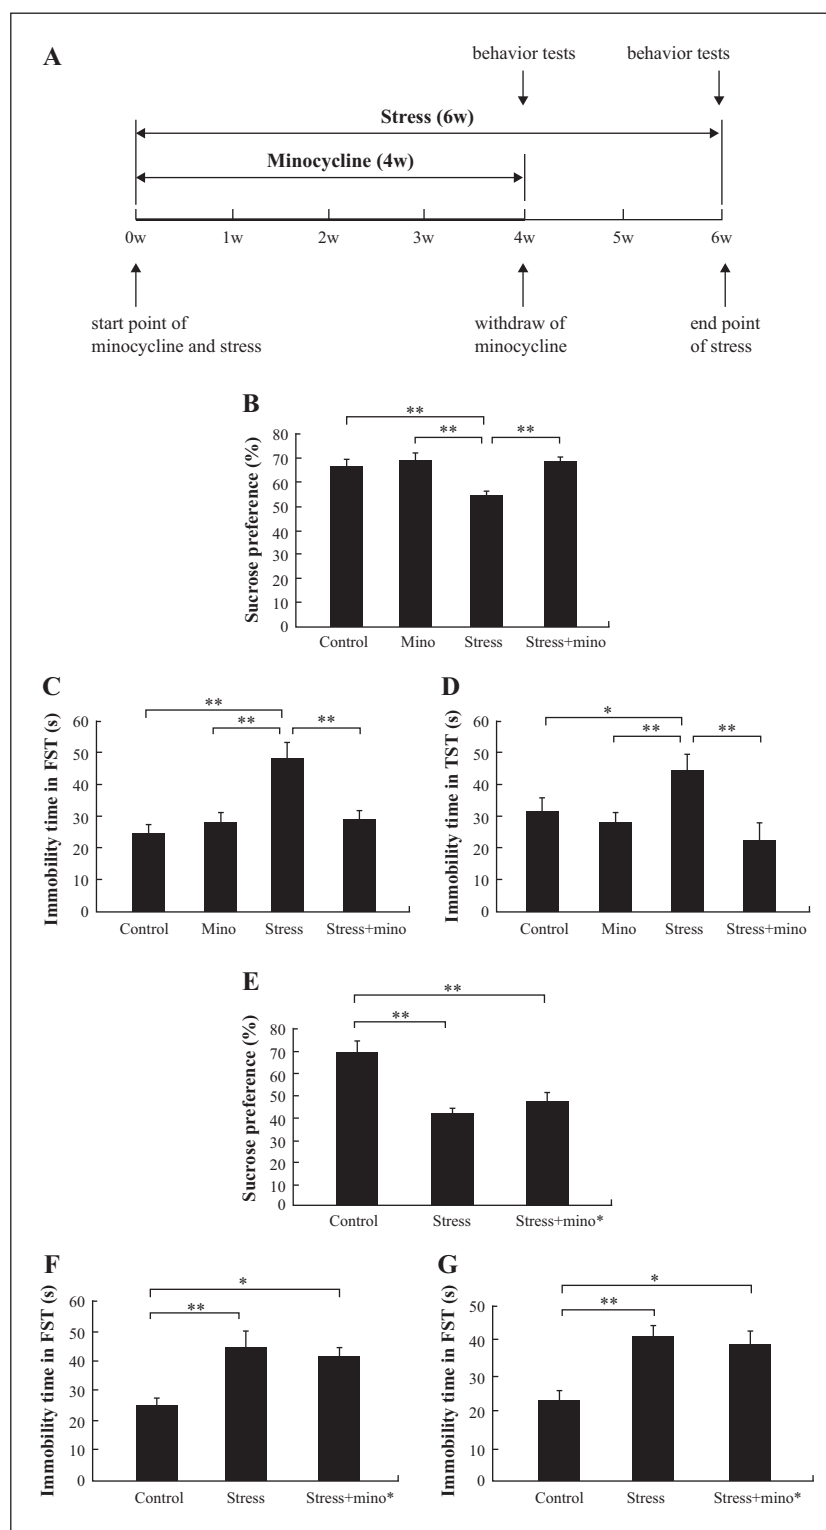 A
behavior tests
behavior tests
Stress (6w)
Minocycline (4w)
0w 1w 2w 3w 4w 5w 6w
start point of
minocycline and stress
withdraw of
minocycline
end point
of stress
B
Sucrose preference (%)
**
** **
80
70
60
50
40
30
20
10
0
Control Mino Stress Stress+mino
C
Immobility time in FST (s)
**
** **
60
50
40
30
20
10
0
Control Mino Stress Stress+mino
D
Immobility time in TST (s)
*
** **
60
50
40
30
20
10
0
Control Mino Stress Stress+mino
E
Sucrose preference (%)
**
**
80
70
60
50
40
30
20
10
0
Control Stress Stress+mino*
F
Immobility time in FST (s)
*
**
60
50
40
30
20
10
0
Control Stress Stress+mino*
G
Immobility time in FST (s)
*
**
50
40
30
20
10
0
Control Stress Stress+mino*